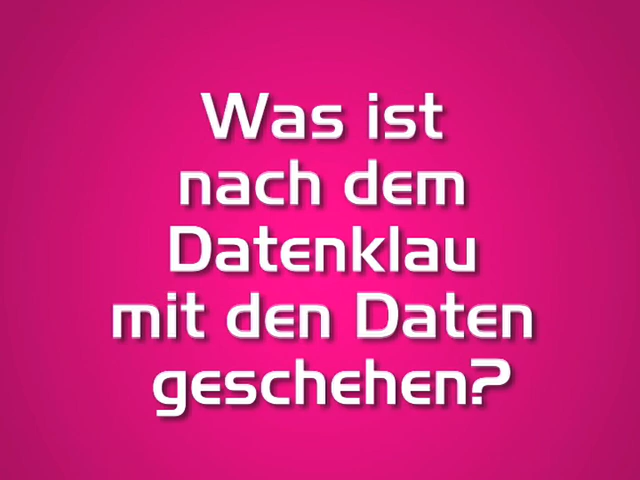 Was ist
nach dem
Datenklau
mit den Daten
geschehen?